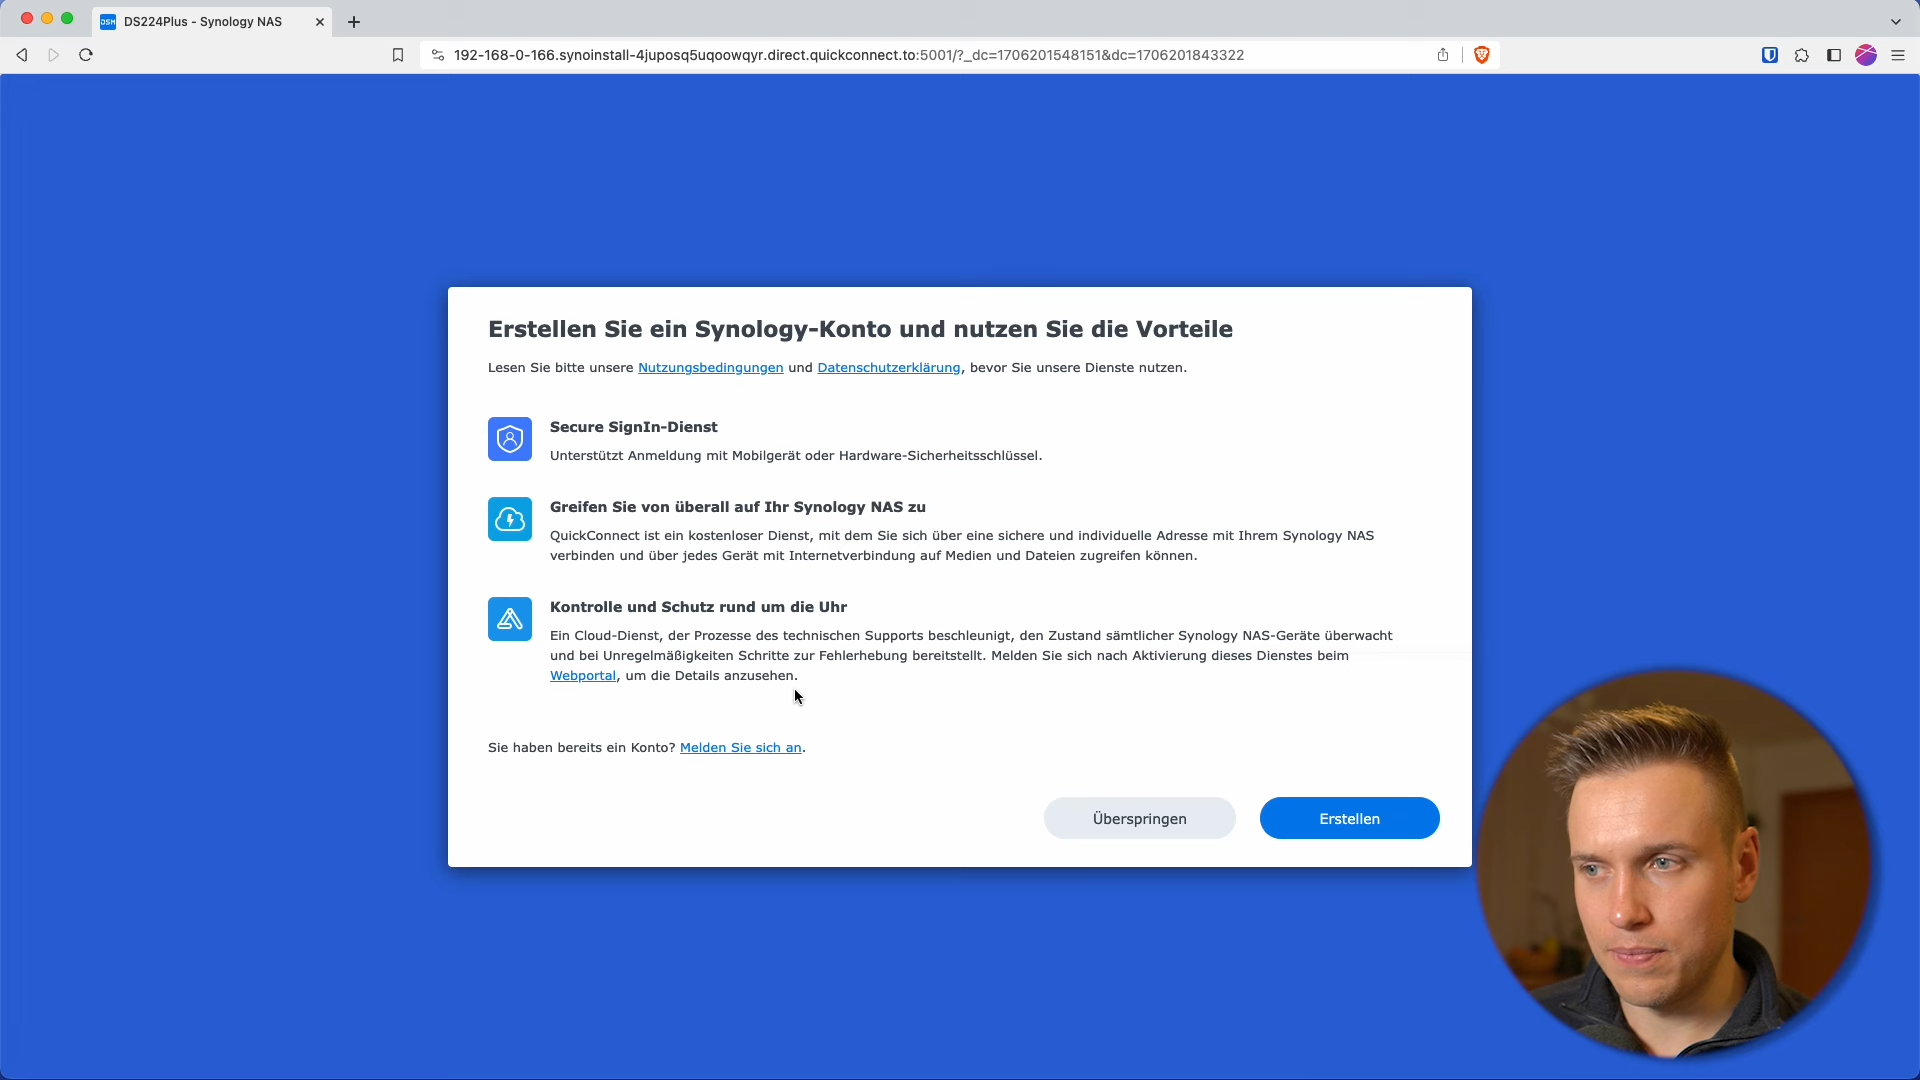 DSM DS224Plus - Synology NAS
192-168-0-166.synoinstall-4juposq5uqoowqyr.direct.quickconnect.to:5001/?_dc=1706201548151&dc=1706201843322
Erstellen Sie ein Synology-Konto und nutzen Sie die Vorteile
Lesen Sie bitte unsere Nutzungsbedingungen und Datenschutzerklärung, bevor Sie unsere Dienste nutzen.
Secure SignIn-Dienst
Unterstützt Anmeldung mit Mobilgerät oder Hardware-Sicherheitsschlüssel.
Greifen Sie von überall auf Ihr Synology NAS zu
QuickConnect ist ein kostenloser Dienst, mit dem Sie sich über eine sichere und individuelle Adresse mit Ihrem Synology NAS
verbinden und über jedes Gerät mit Internetverbindung auf Medien und Dateien zugreifen können.
Kontrolle und Schutz rund um die Uhr
Ein Cloud-Dienst, der Prozesse des technischen Supports beschleunigt, den Zustand sämtlicher Synology NAS-Geräte überwacht
und bei Unregelmäßigkeiten Schritte zur Fehlerhebung bereitstellt. Melden Sie sich nach Aktivierung dieses Dienstes beim
Webportal, um die Details anzusehen.
Sie haben bereits ein Konto? Melden Sie sich an.
Überspringen
Erstellen